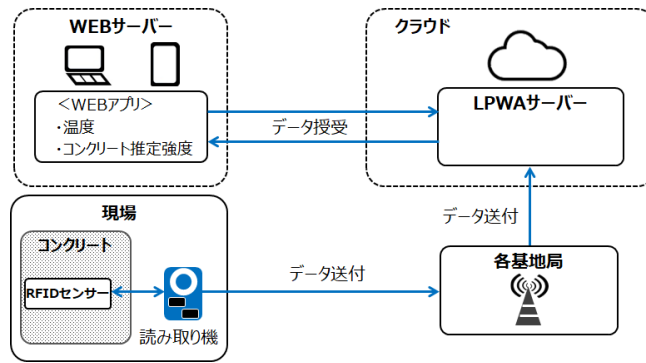 WEBサーバー
<WEBアプリ>
・温度
・コンクリート推定強度
データ授受
クラウド
LPWAサーバー
データ送付
現場
コンクリート
RFIDセンサー
読み取り機
データ送付
各基地局